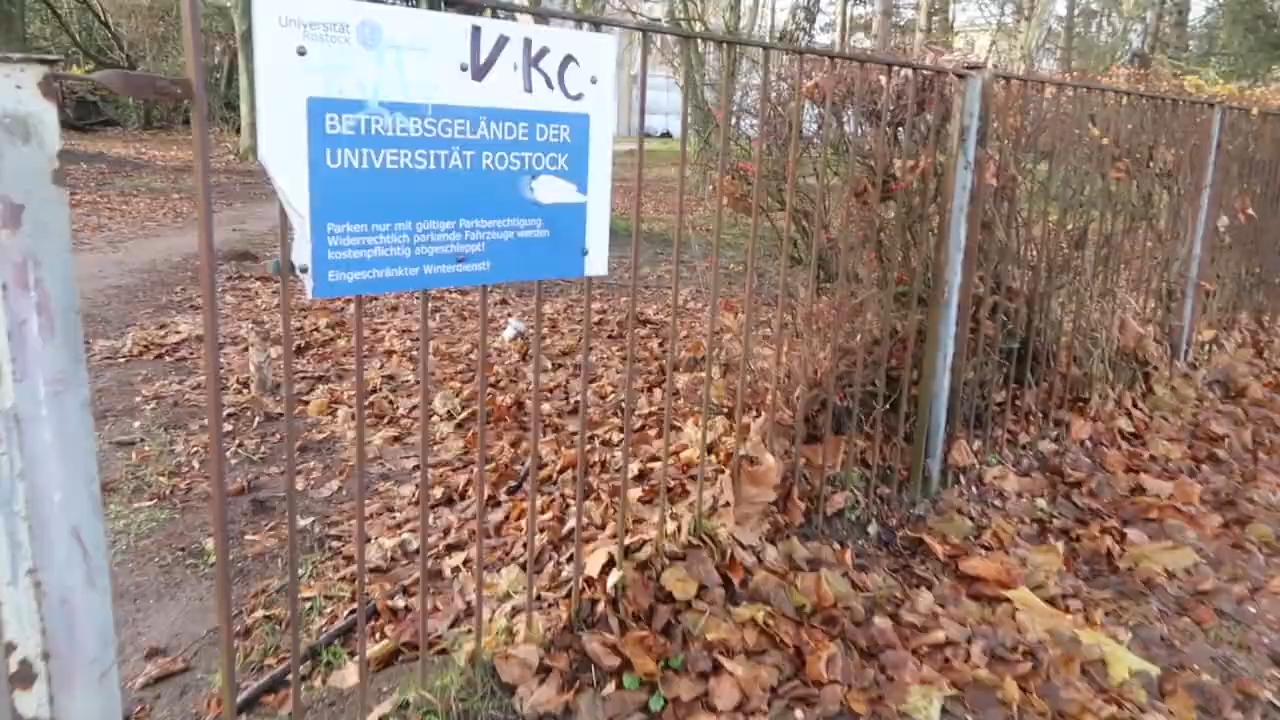 Universität
Rostock
V.KC.
BETRIEBSGELÄNDE DER
UNIVERSITÄT ROSTOCK
Parken nur mit gültiger Parkberechtigung.
Widerrechtlich parkende Fahrzeuge werden
kostenpflichtig abgeschleppt!
Eingeschränkter Winterdienst!